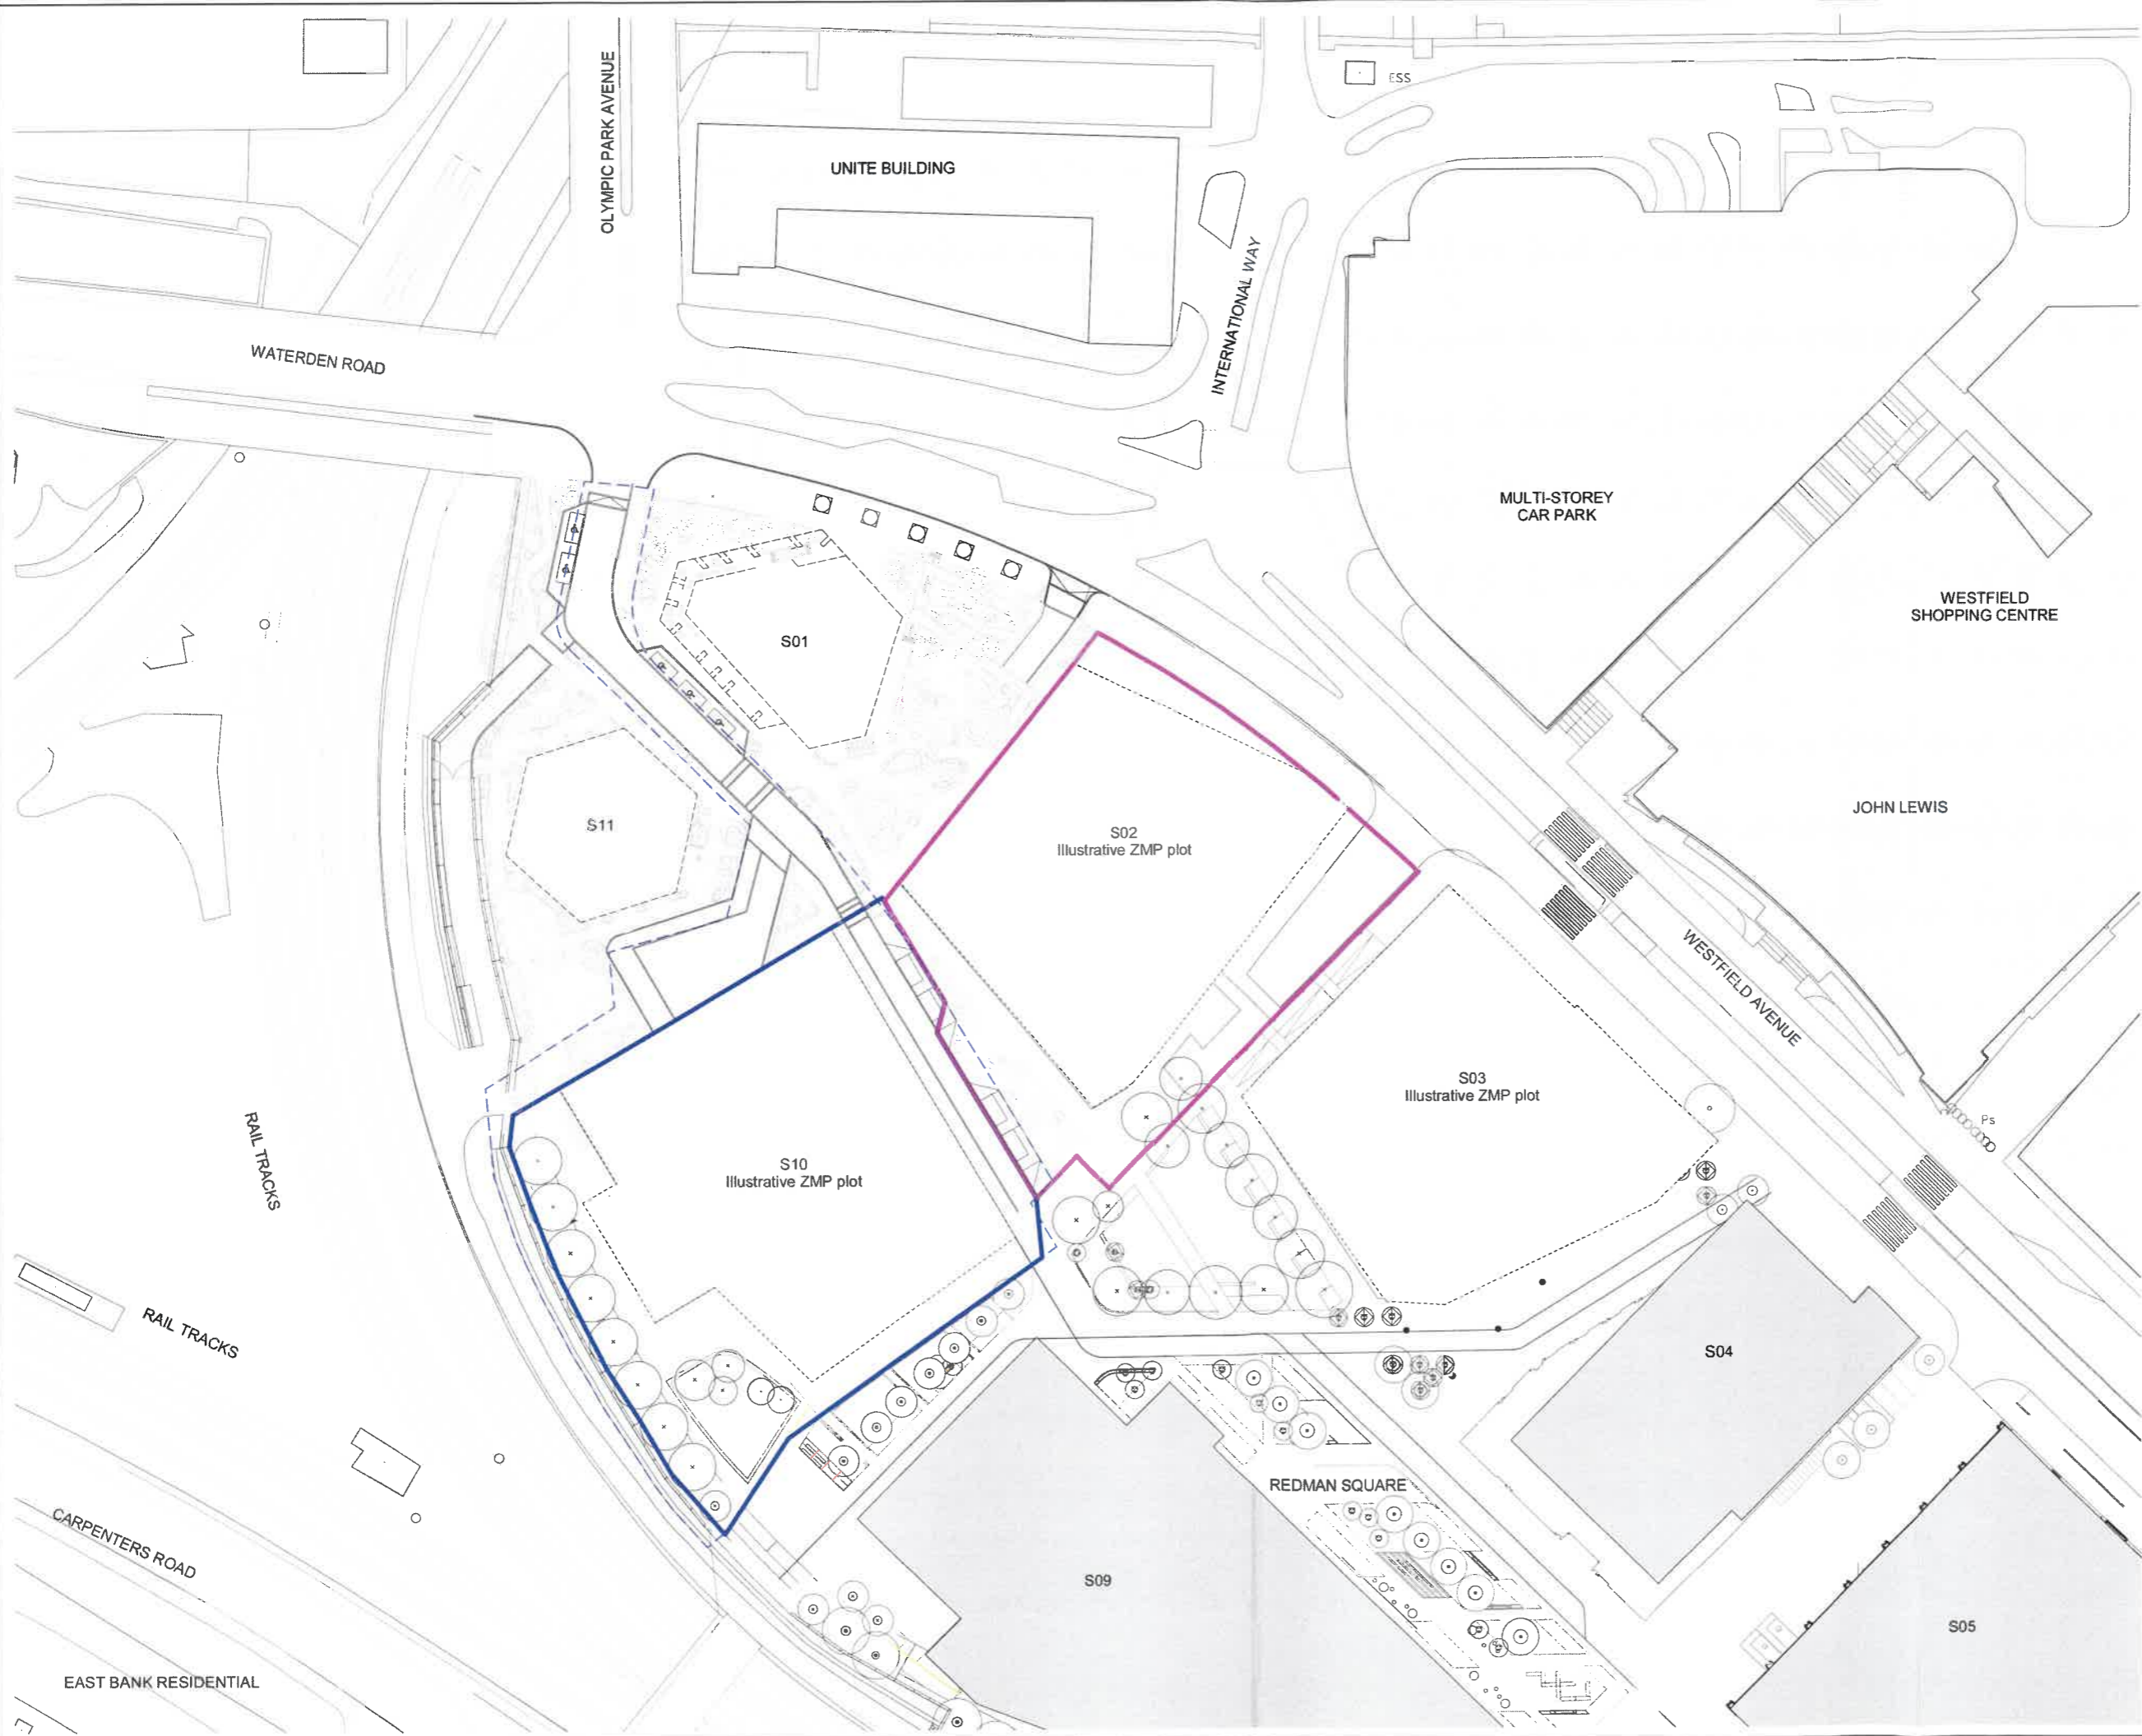 ESS
OLYMPIC PARK AVENUE
UNITE BUILDING
INTERNATIONAL WAY
WATERDEN ROAD
MULTI-STOREY
CAR PARK
WESTFIELD
SHOPPING CENTRE
S01
JOHN LEWIS
S11
S02
Illustrative ZMP plot
WESTFIELD AVENUE
S03
Illustrative ZMP plot
Ps
RAIL TRACKS
S10
Illustrative ZMP plot
RAIL TRACKS
S04
REDMAN SQUARE
CARPENTERS ROAD
S09
S05
EAST BANK RESIDENTIAL